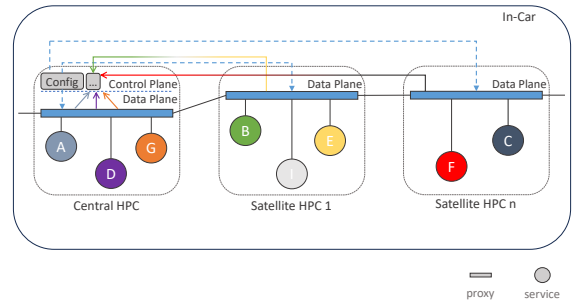 In-Car
Config
...
Control Plane
Data Plane
Data Plane
Data Plane
A
D
G
B
I
E
F
C
Central HPC
Satellite HPC 1
Satellite HPC n
proxy
service